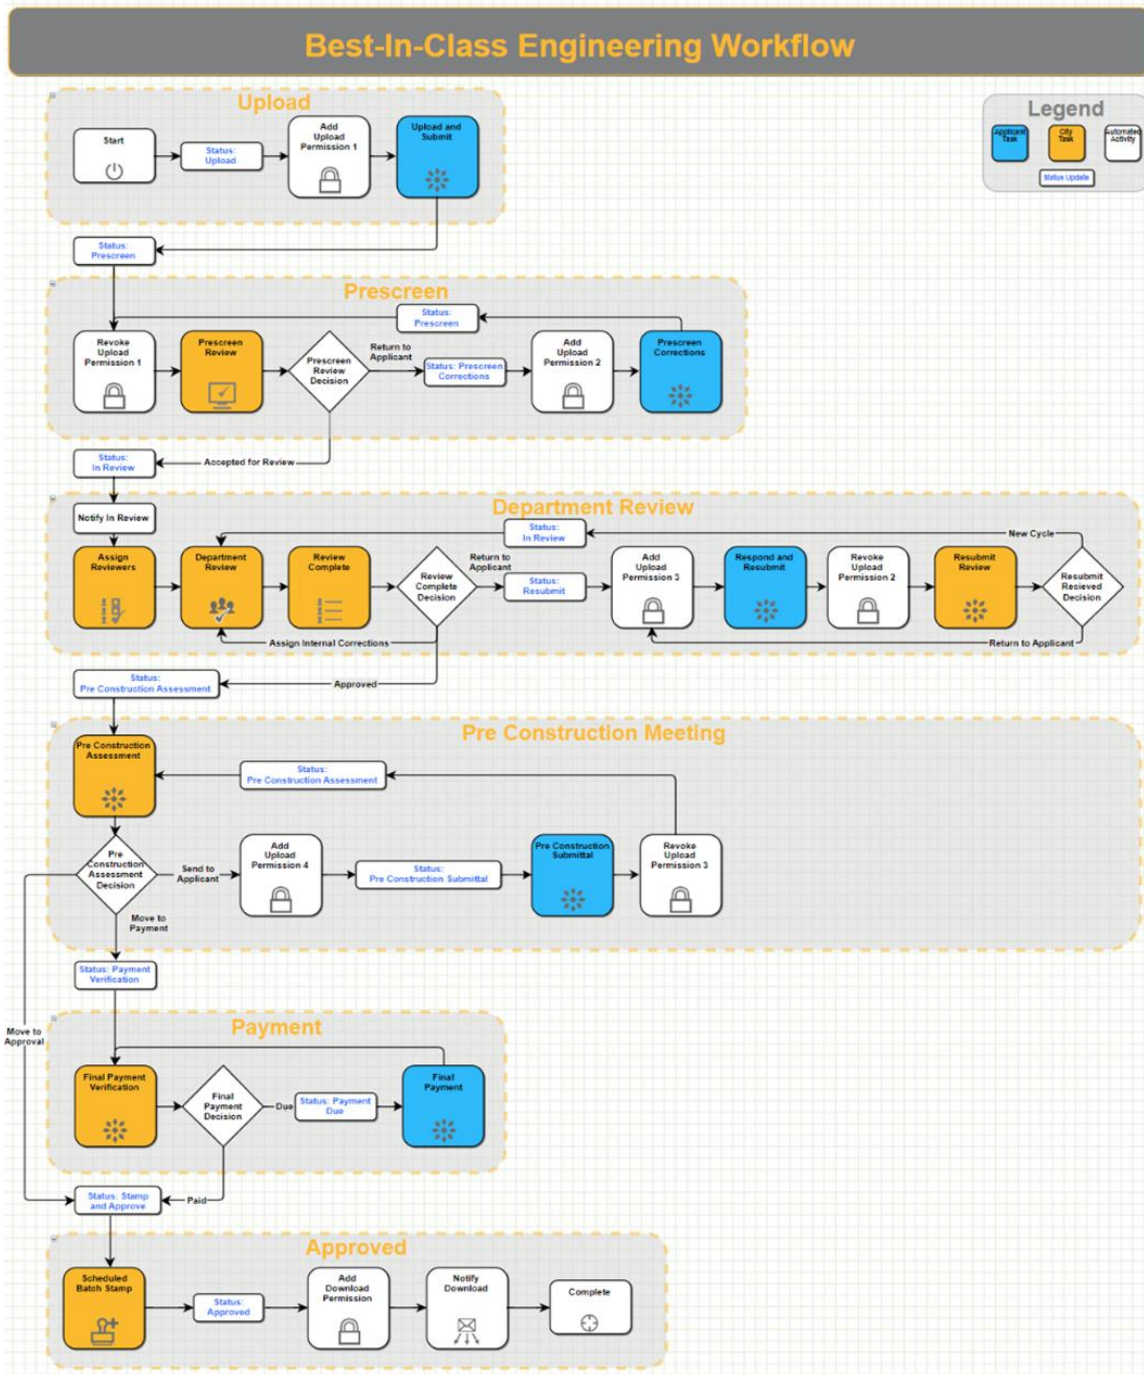 Best-In-Class Engineering Workflow
Upload
Start
Status:
Upload
Add
Upload
Permission 1
Upload and
Submit
Legend
Applicant
Task
City
Task
Automated
Activity
Status Update
Status:
Prescreen
Prescreen
Status:
Prescreen
Revoke
Upload
Permission 1
Prescreen
Review
Prescreen
Review
Decision
Return to
Applicant
Status: Prescreen
Corrections
Add
Upload
Permission 2
Prescreen
Corrections
Status:
In Review
Accepted for Review
Department Review
Notify In Review
Status:
In Review
New Cycle
Assign
Reviewers
Department
Review
Review
Complete
Review
Complete
Decision
Return to
Applicant
Status:
Resubmit
Add
Upload
Permission 3
Respond and
Resubmit
Revoke
Upload
Permission 2
Resubmit
Review
Resubmit
Recieved
Decision
Assign Internal Corrections
Return to Applicant
Status:
Pre Construction Assessment
Approved
Pre Construction Meeting
Pre Construction
Assessment
Status:
Pre Construction Assessment
Pre
Construction
Assessment
Decision
Send to
Applicant
Add
Upload
Permission 4
Status:
Pre Construction Submittal
Pre Construction
Submittal
Revoke
Upload
Permission 3
Move to
Payment
Status: Payment
Verification
Move to
Approval
Payment
Final Payment
Verification
Final
Payment
Decision
Due
Status: Payment
Due
Final
Payment
Status: Stamp
and Approve
Paid
Approved
Scheduled
Batch Stamp
Status:
Approved
Add
Download
Permission
Notify
Download
Complete